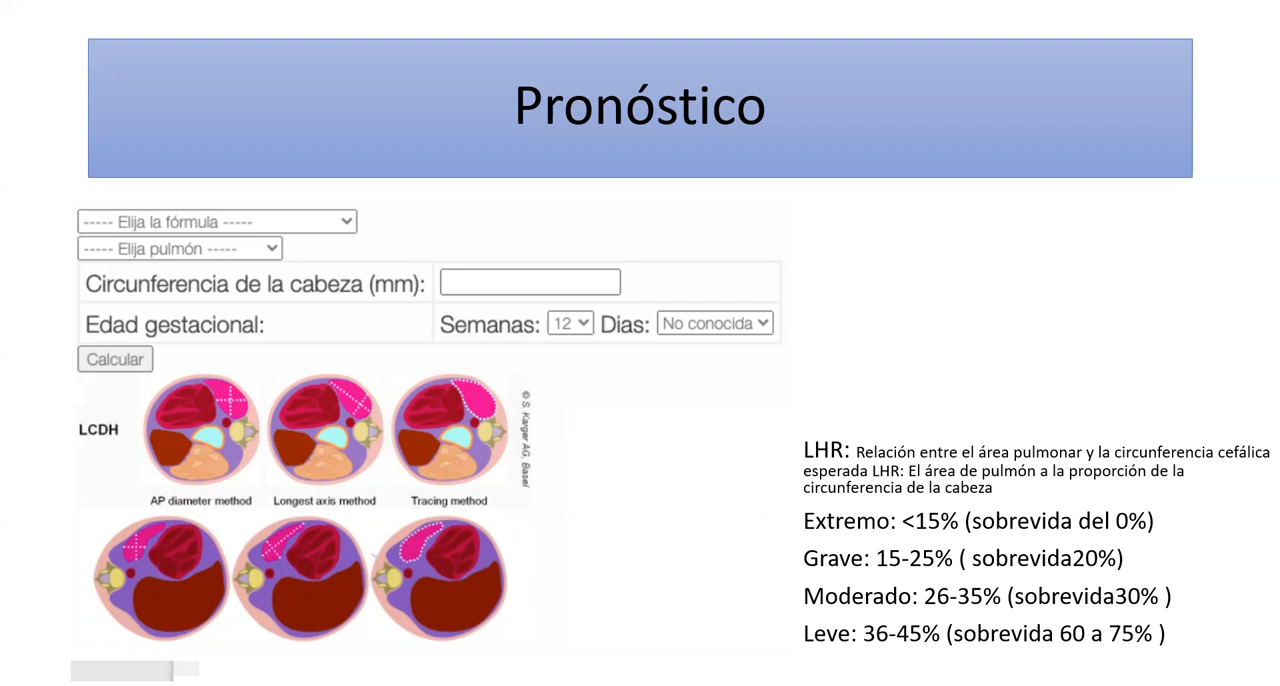 Pronóstico
----- Elija la fórmula -----
----- Elija pulmón -----
Circunferencia de la cabeza (mm):
Edad gestacional: Semanas: 12 Dias: No conocida
Calcular
LCDH
© S. Karger AG, Basel
AP diameter method Longest axis method Tracing method
LHR: Relación entre el área pulmonar y la circunferencia cefálica
esperada LHR: El área de pulmón a la proporción de la
circunferencia de la cabeza
Extremo: <15% (sobrevida del 0%)
Grave: 15-25% ( sobrevida20%)
Moderado: 26-35% (sobrevida30% )
Leve: 36-45% (sobrevida 60 a 75% )